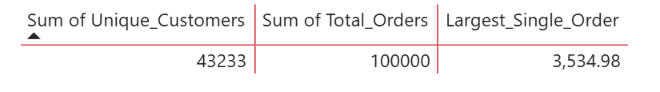 Sum of Unique_Customers Sum of Total_Orders Largest_Single_Order
43233 100000 3,534.98